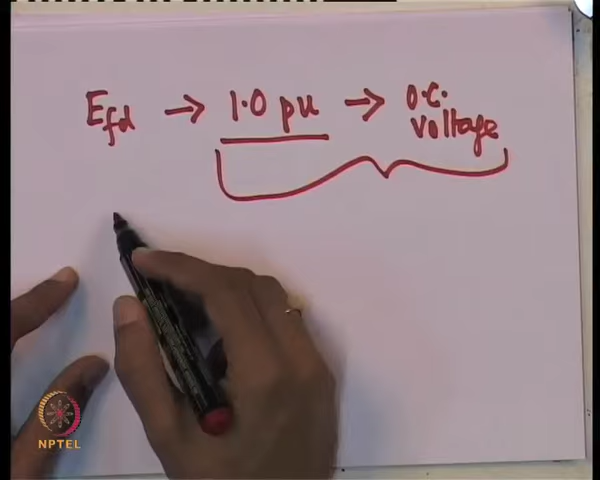 Efd → 1.0 pu → O.C. voltage
NPTEL